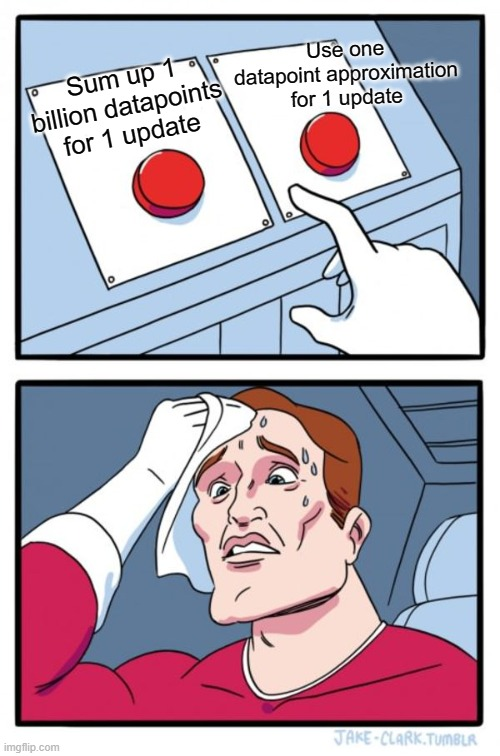 Sum up 1
billion datapoints
for 1 update
Use one
datapoint approximation
for 1 update
JAKE-CLARK.TUMBLR
imgflip.com